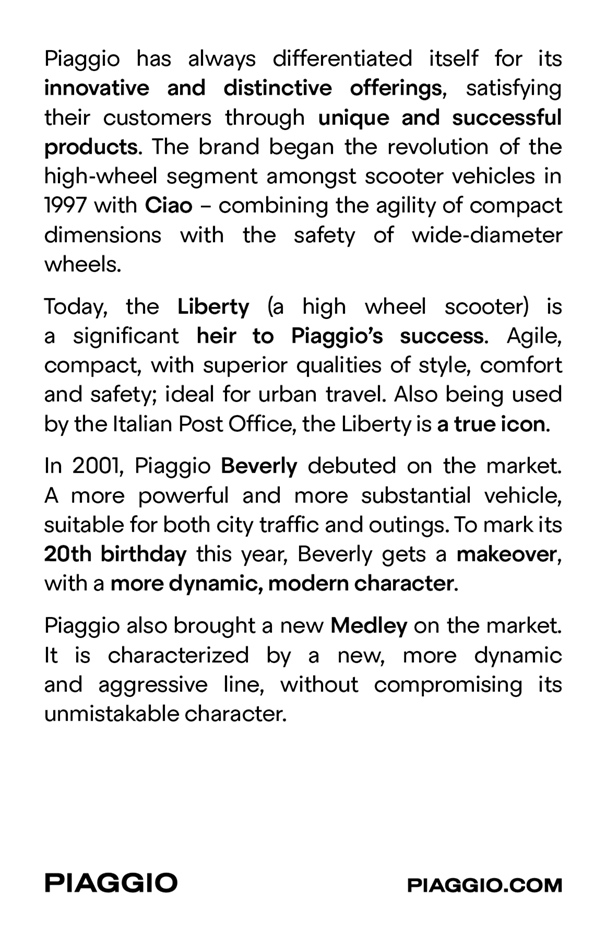 Piaggio has always differentiated itself for its
innovative and distinctive offerings, satisfying
their customers through unique and successful
products. The brand began the revolution of the
high-wheel segment amongst scooter vehicles in
1997 with Ciao – combining the agility of compact
dimensions with the safety of wide-diameter
wheels.
Today, the Liberty (a high wheel scooter) is
a significant heir to Piaggio's success. Agile,
compact, with superior qualities of style, comfort
and safety; ideal for urban travel. Also being used
by the Italian Post Office, the Liberty is a true icon.
In 2001, Piaggio Beverly debuted on the market.
A more powerful and more substantial vehicle,
suitable for both city traffic and outings. To mark its
20th birthday this year, Beverly gets a makeover,
with a more dynamic, modern character.
Piaggio also brought a new Medley on the market.
It is characterized by a new, more dynamic
and aggressive line, without compromising its
unmistakable character.
PIAGGIO
PIAGGIO.COM